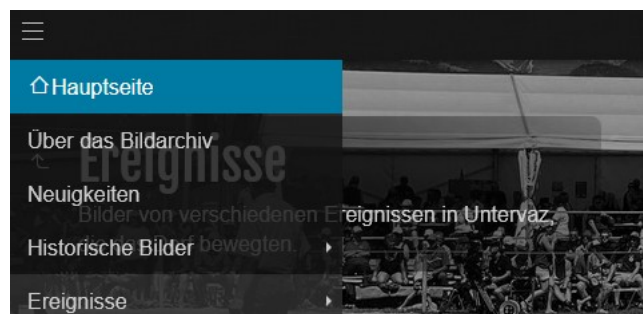 Hauptseite
Über das Bildarchiv
Ereignisse
Neuigkeiten
Bilder von verschiedenen Ereignissen in Untervaz,
Historische Bilder
bewegten.
Ereignisse